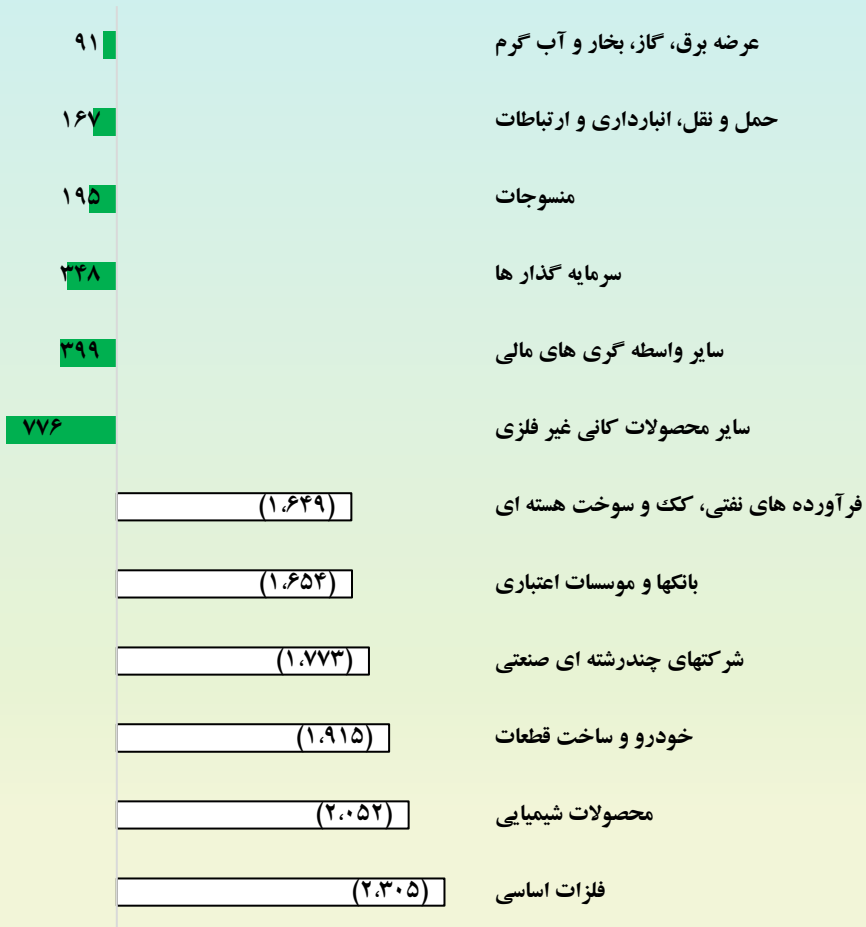 عرضه برق، گاز، بخار و آب گرم ۹۱
حمل و نقل، انبارداری و ارتباطات ۱۶۷
منسوجات ۱۹۵
سرمایه گذار ها ۳۴۸
سایر واسطه گری های مالی ۳۹۹
سایر محصولات کانی غیر فلزی ۷۷۶
فرآورده های نفتی، کک و سوخت هسته ای (۱،۶۴۹)
بانکها و موسسات اعتباری (۱،۶۵۴)
شرکتهای چندرشته ای صنعتی (۱،۷۷۳)
خودرو و ساخت قطعات (۱،۹۱۵)
محصولات شیمیایی (۲،۰۵۲)
فلزات اساسی (۲،۳۰۵)